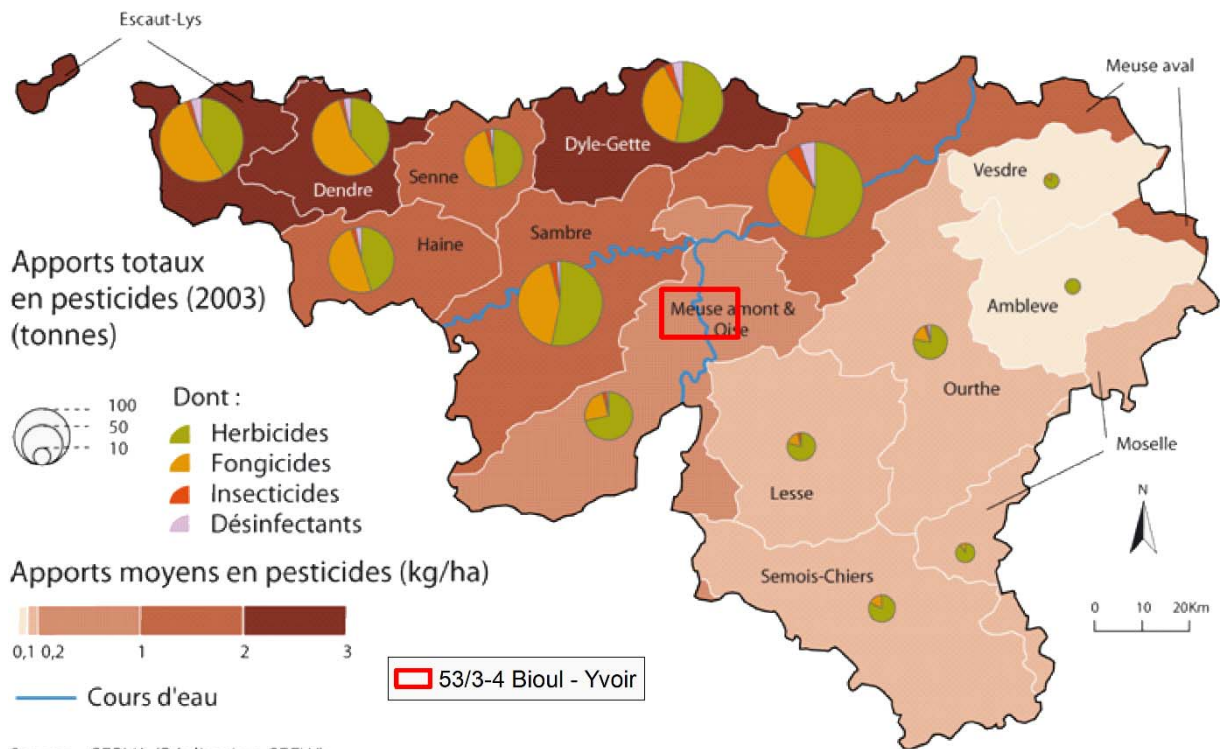 Escaut-Lys
Meuse aval
Dyle-Gette
Vesdre
Dendre
Senne
Haine
Sambre
Ambleve
Meuse amont &
Oise
Ourthe
Moselle
Lesse
Semois-Chiers
Apports totaux
en pesticides (2003)
(tonnes)
100
50
10
Dont :
Herbicides
Fongicides
Insecticides
Désinfectants
Apports moyens en pesticides (kg/ha)
0,1 0,2 1 2 3
Cours d'eau
53/3-4 Bioul - Yvoir
N
0 10 20Km